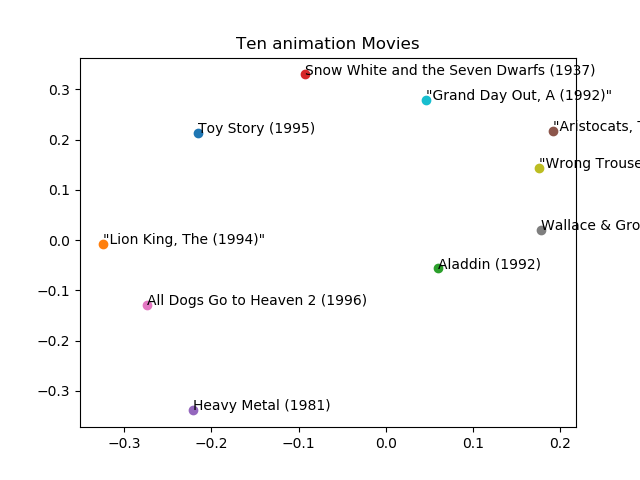 Ten animation Movies
Snow White and the Seven Dwarfs (1937)
"Grand Day Out, A (1992)"
"Aristocats,
Toy Story (1995)
"Wrong
Wallace &
"Lion King, The (1994)"
Aladdin (1992)
All Dogs Go to Heaven 2 (1996)
Heavy Metal (1981)
0.3
0.2
0.1
0.0
−0.1
−0.2
−0.3
−0.3 −0.2 −0.1 0.0 0.1 0.2